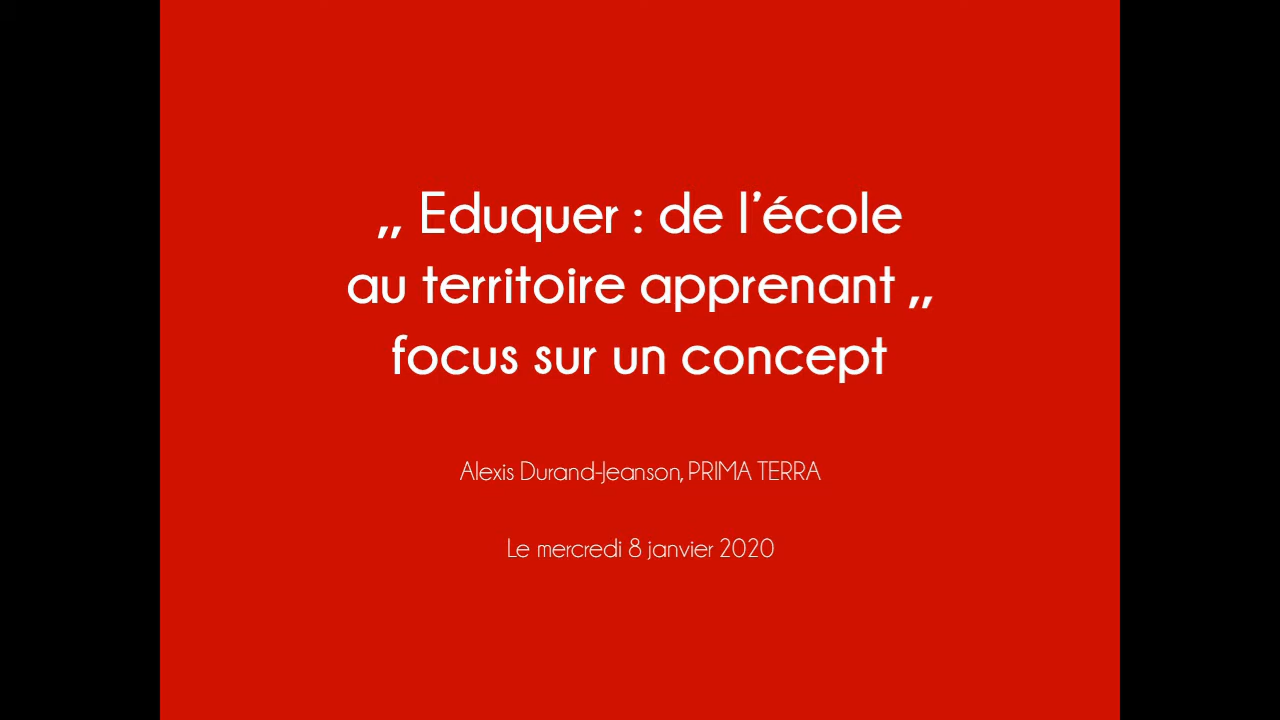 ,, Eduquer : de l’école
au territoire apprenant ,,
focus sur un concept
Alexis Durand-Jeanson, PRIMA TERRA
Le mercredi 8 janvier 2020